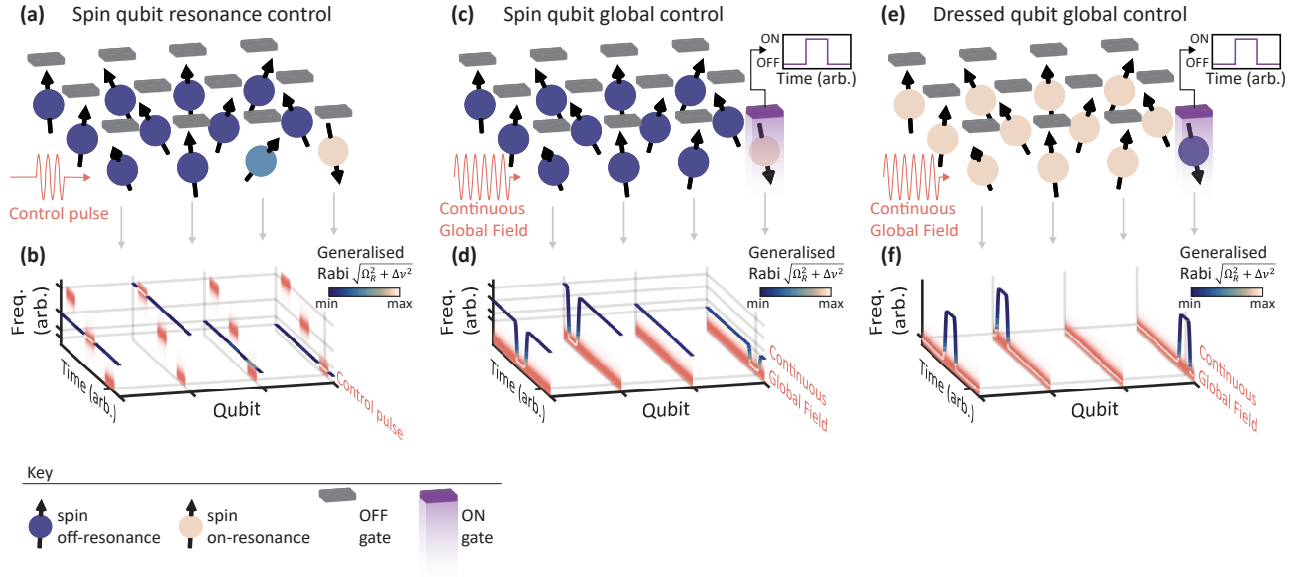 (a) Spin qubit resonance control
Control pulse
(b)
Generalised
Rabi √Ω_R² + Δν²
min max
Freq.
(arb.)
Time (arb.)
Qubit
Control pulse
(c) Spin qubit global control
ON
OFF
Time (arb.)
Continuous
Global Field
(d)
Generalised
Rabi √Ω_R² + Δν²
min max
Freq.
(arb.)
Time (arb.)
Qubit
Continuous
Global Field
(e) Dressed qubit global control
ON
OFF
Time (arb.)
Continuous
Global Field
(f)
Generalised
Rabi √Ω_R² + Δν²
min max
Freq.
(arb.)
Time (arb.)
Qubit
Continuous
Global Field
Key
spin
off-resonance
spin
on-resonance
OFF
gate
ON
gate